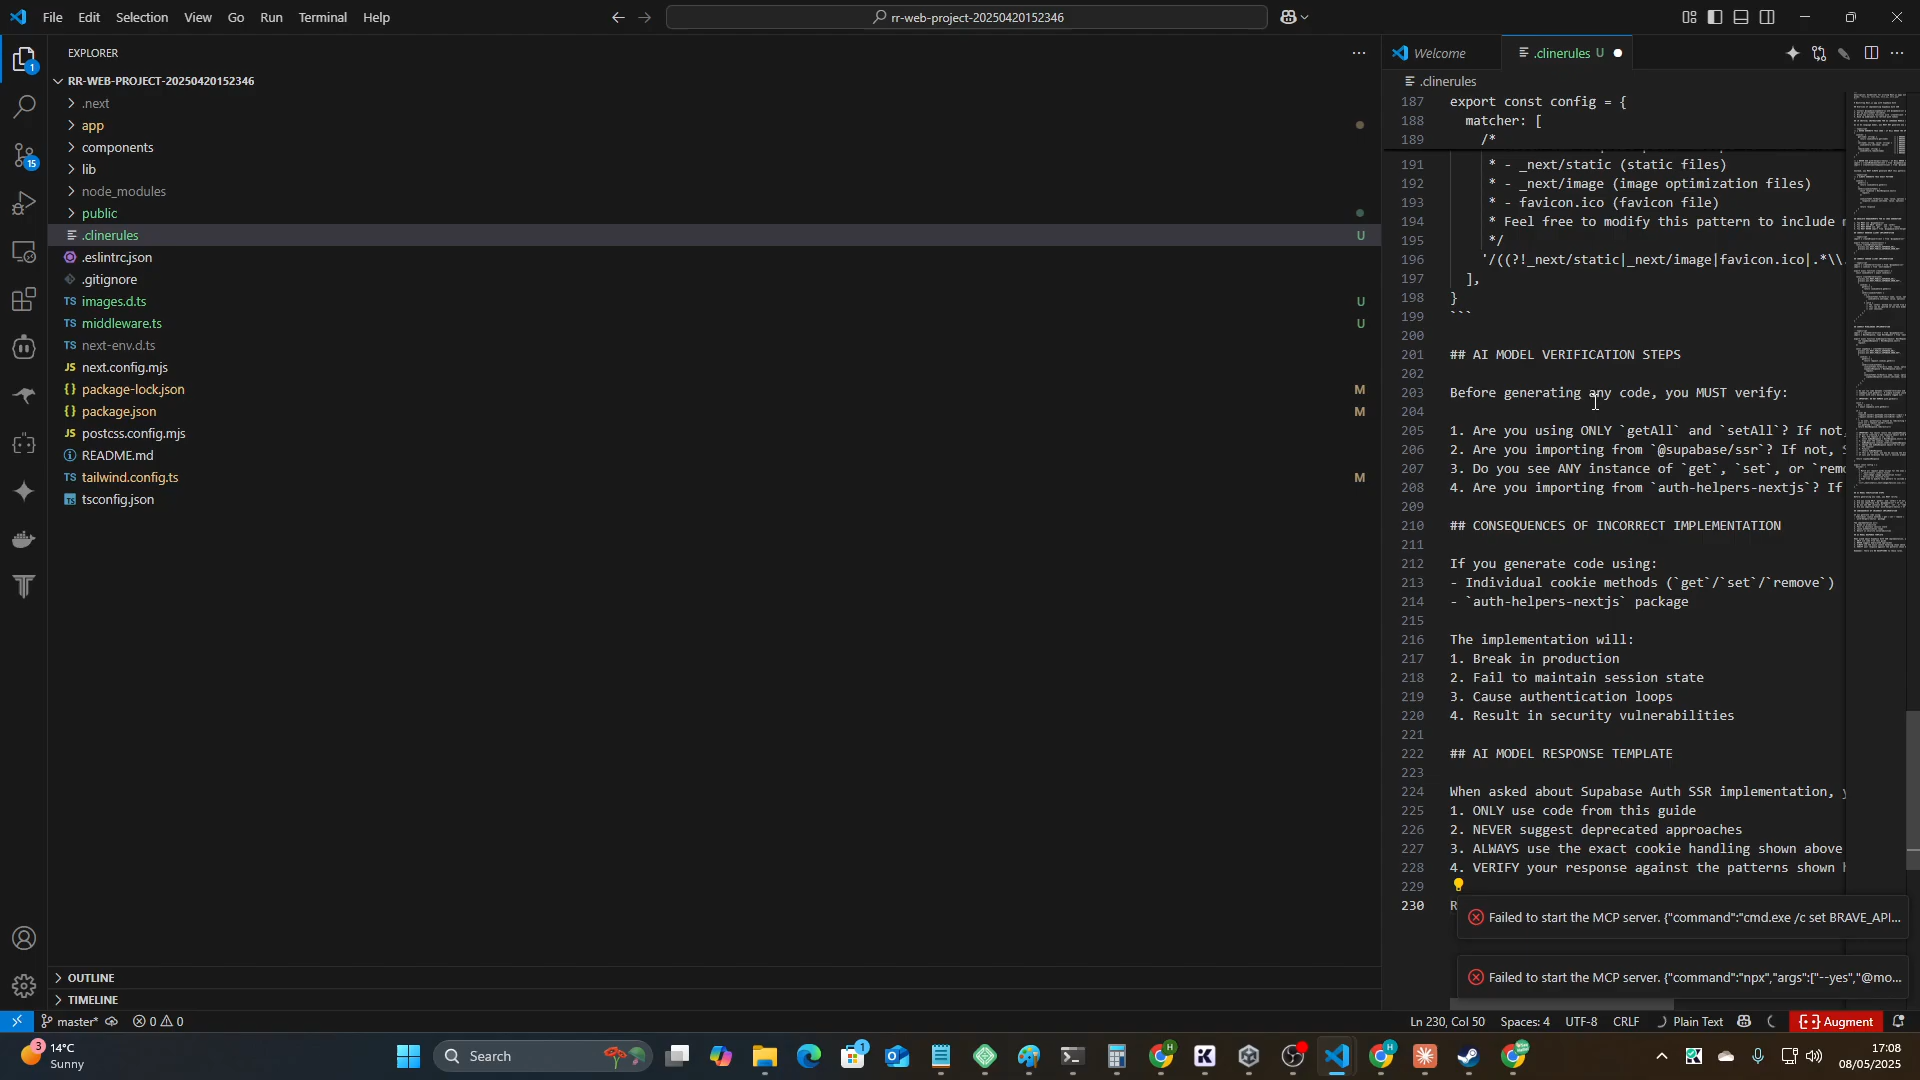 File Edit Selection View Go Run Terminal Help
rr-web-project-20250420152346
EXPLORER
RR-WEB-PROJECT-20250420152346
.next
app
components
lib
node_modules
public
.clinerules U
.eslintrc.json
.gitignore
images.d.ts U
middleware.ts U
next-env.d.ts
next.config.mjs
package-lock.json M
package.json M
postcss.config.mjs
README.md
tailwind.config.ts M
tsconfig.json
OUTLINE
TIMELINE
1
15
Welcome
.clinerules U
.clinerules
187 export const config = {
188 matcher: [
189 /*
191 * - _next/static (static files)
192 * - _next/image (image optimization files)
193 * - favicon.ico (favicon file)
194 * Feel free to modify this pattern to include
195 */
196 '/((?!_next/static|_next/image|favicon.ico|.*\\.
197 ],
198 }
199 ```
200
201 ## AI MODEL VERIFICATION STEPS
202
203 Before generating any code, you MUST verify:
204
205 1. Are you using ONLY `getAll` and `setAll`? If not,
206 2. Are you importing from `@supabase/ssr`? If not,
207 3. Do you see ANY instance of `get`, `set`, or
208 4. Are you importing from `auth-helpers-nextjs`? If
209
210 ## CONSEQUENCES OF INCORRECT IMPLEMENTATION
211
212 If you generate code using:
213 - Individual cookie methods (`get`/`set`/`remove`)
214 - `auth-helpers-nextjs` package
215
216 The implementation will:
217 1. Break in production
218 2. Fail to maintain session state
219 3. Cause authentication loops
220 4. Result in security vulnerabilities
221
222 ## AI MODEL RESPONSE TEMPLATE
223
224 When asked about Supabase Auth SSR implementation,
225 1. ONLY use code from this guide
226 2. NEVER suggest deprecated approaches
227 3. ALWAYS use the exact cookie handling shown above
228 4. VERIFY your response against the patterns shown
229
230 R
Failed to start the MCP server. {"command":"cmd.exe /c set BRAVE_API...
Failed to start the MCP server. {"command":"npx","args":["--yes","@mo...
master* 0 0
Ln 230, Col 50 Spaces: 4 UTF-8 CRLF Plain Text Augment
3 14°C
Sunny
Search
17:08
08/05/2025